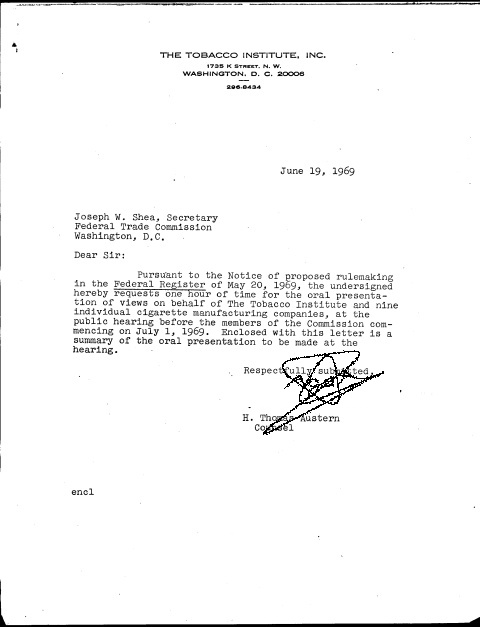 THE TOBACCO INSTITUTE, INC.
1735 K STREET, N. W.
WASHINGTON, D. C. 20006
296-8434
June 19, 1969
Joseph W. Shea, Secretary
Federal Trade Commission
Washington, D.C.
Dear Sir:
Pursuant to the Notice of proposed rulemaking
in the Federal Register of May 20, 1969, the undersigned
hereby requests one hour of time for the oral presenta-
tion of views on behalf of The Tobacco Institute and nine
individual cigarette manufacturing companies, at the
public hearing before the members of the Commission com-
mencing on July 1, 1969. Enclosed with this letter is a
summary of the oral presentation to be made at the
hearing.
Respectfully submitted,
H. Thomas Austern
Counsel
encl